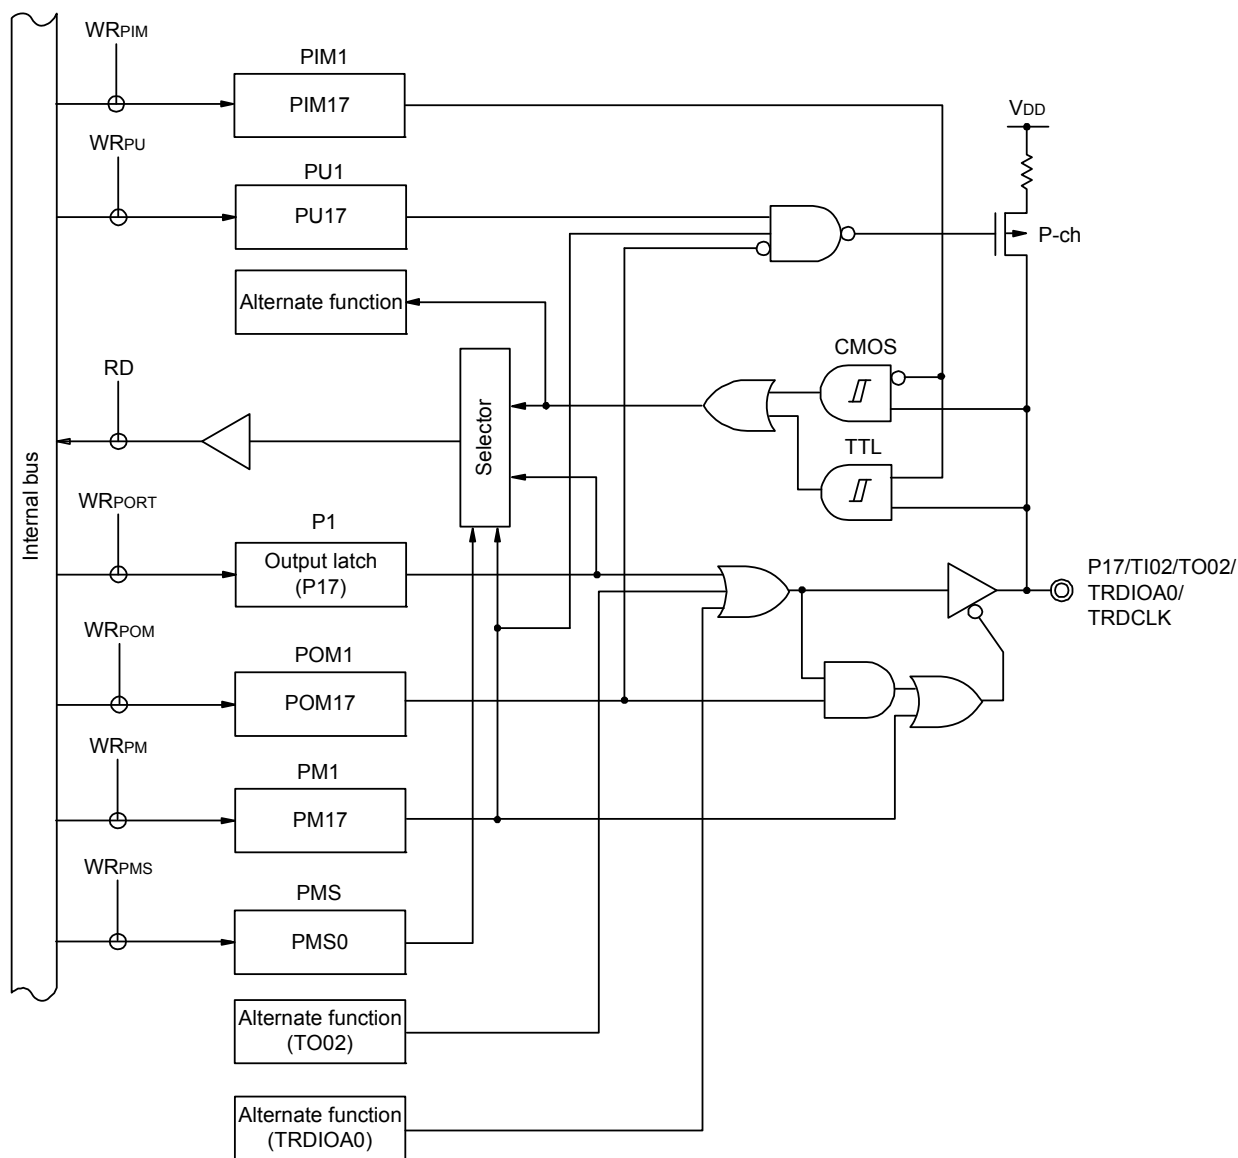 WRPIM
PIM1
PIM17
VDD
WRPU
PU1
PU17
P-ch
Alternate function
RD
CMOS
Selector
TTL
Internal bus
WRPORT
P1
Output latch
(P17)
P17/TI02/TO02/
TRDIOA0/
TRDCLK
WRPOM
POM1
POM17
WRPM
PM1
PM17
WRPMS
PMS
PMS0
Alternate function
(TO02)
Alternate function
(TRDIOA0)